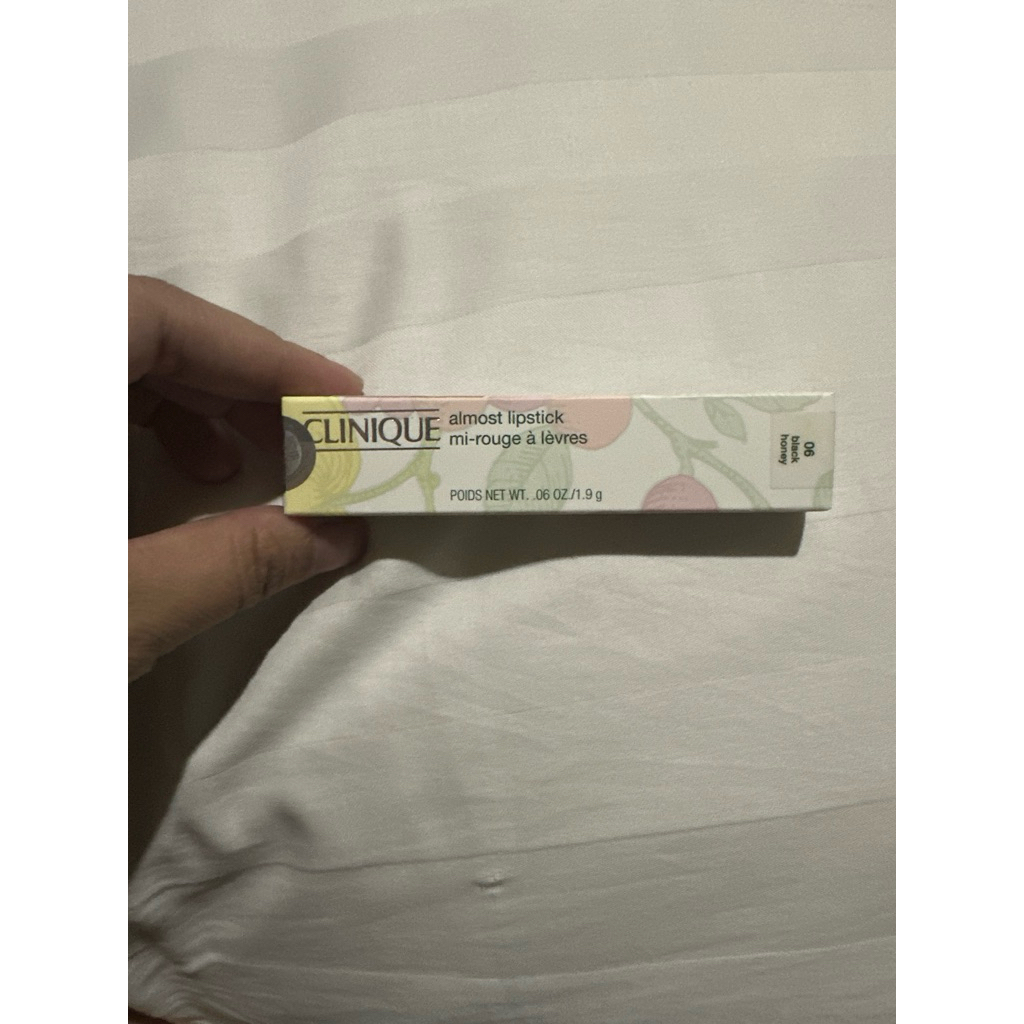 CLINIQUE
almost lipstick
mi-rouge à lèvres
POIDS NET WT. .06 OZ./1.9 g
06
black
honey